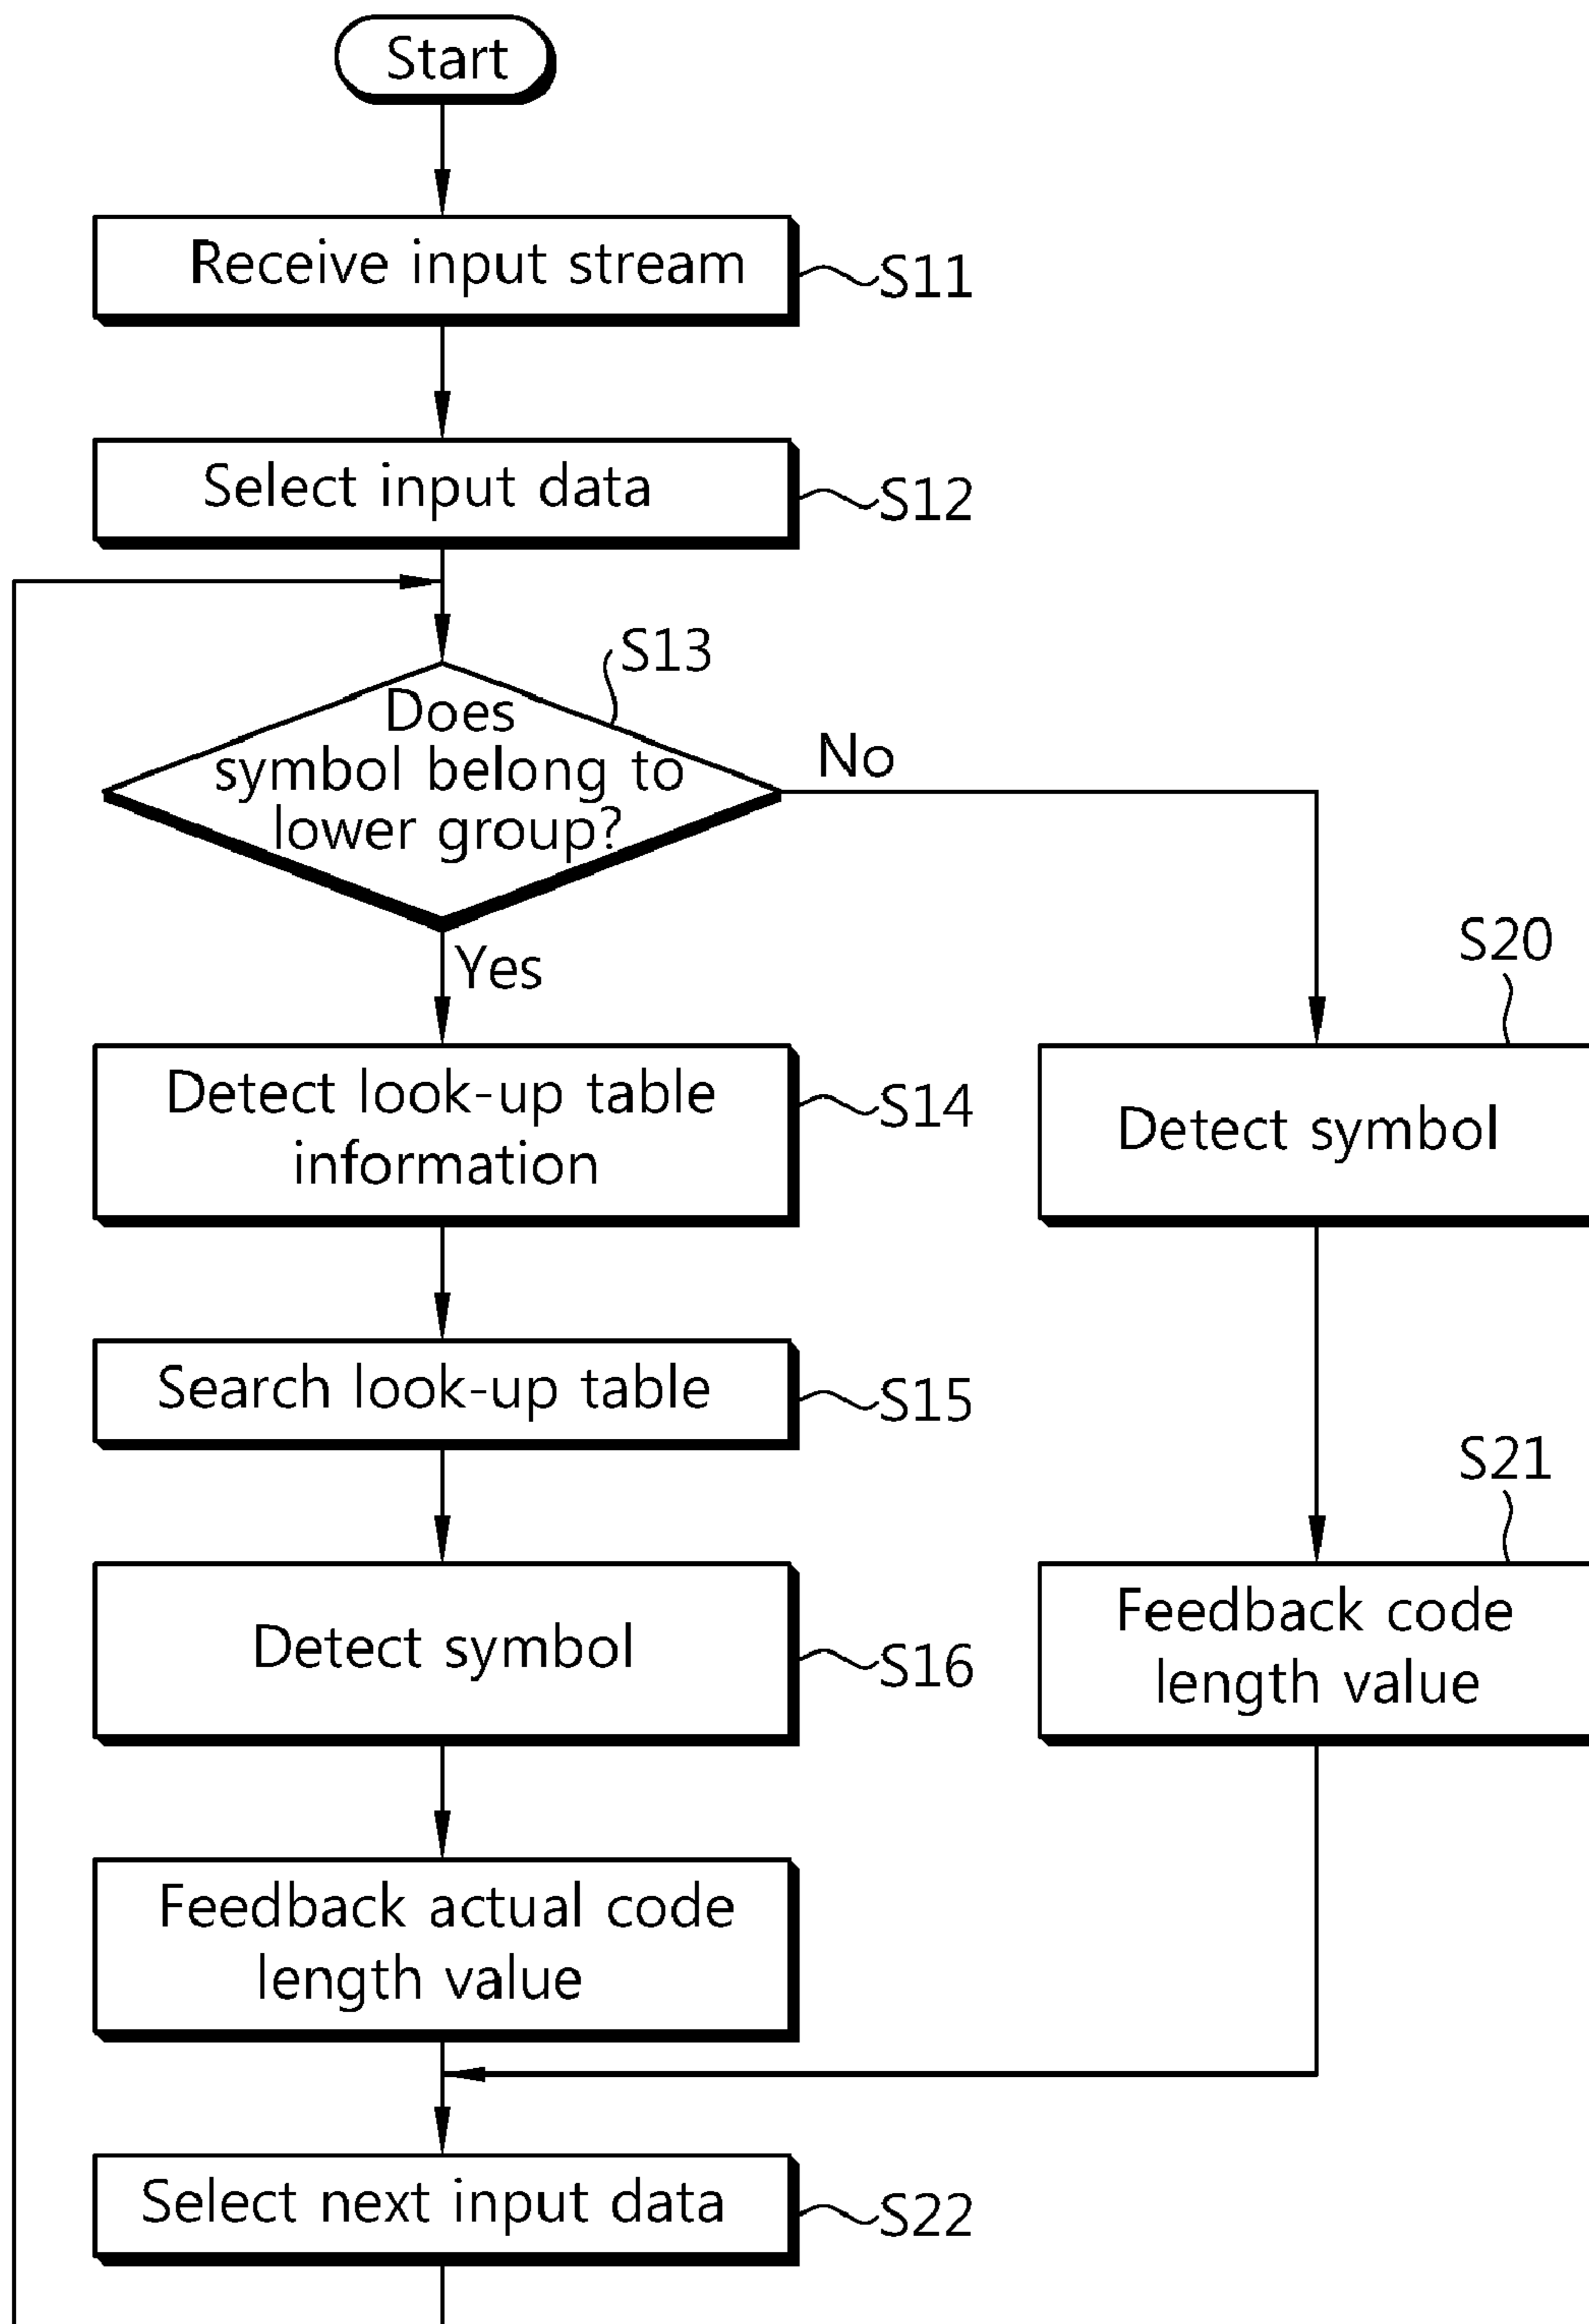 Start
Receive input stream
S11
Select input data
S12
S13
Does
symbol belong to
lower group?
No
Yes
S20
Detect look-up table
information
S14
Detect symbol
Search look-up table
S15
S21
Detect symbol
S16
Feedback code
length value
Feedback actual code
length value
Select next input data
S22